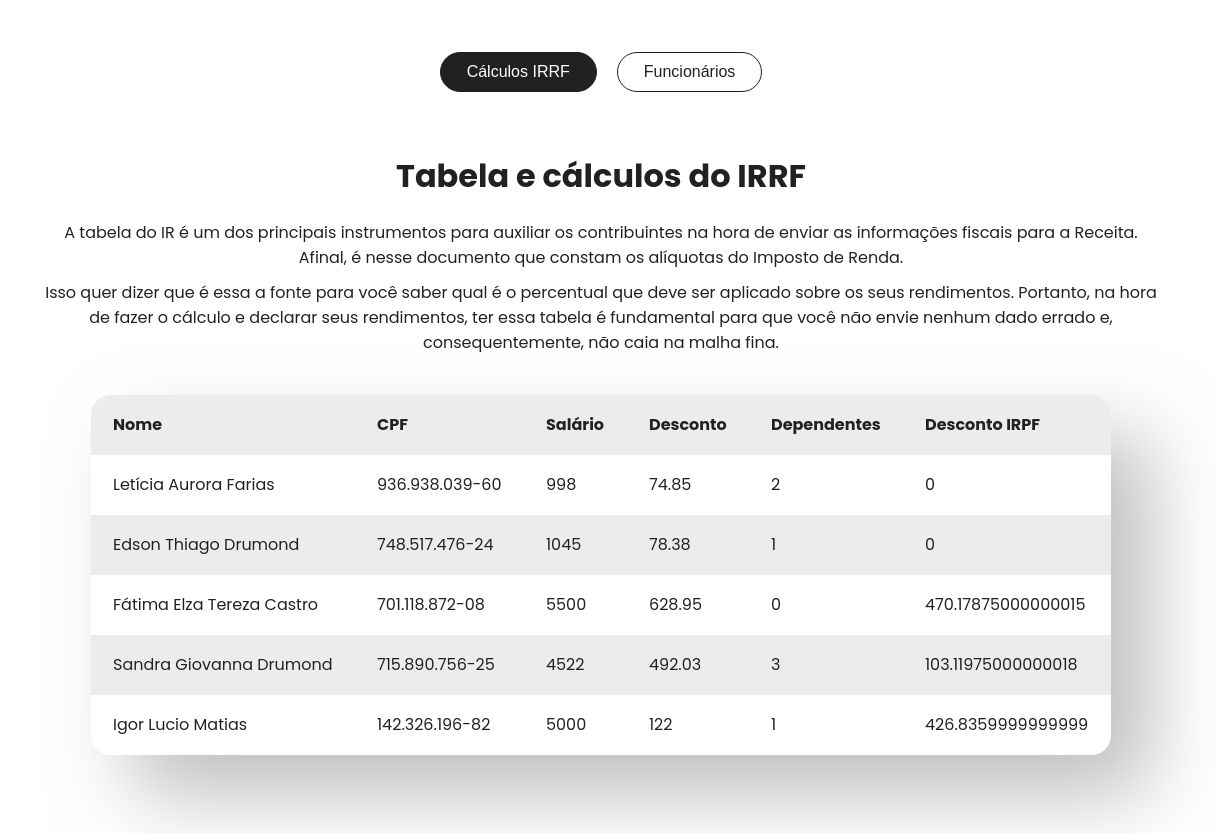 Cálculos IRRF Funcionários
Tabela e cálculos do IRRF
A tabela do IR é um dos principais instrumentos para auxiliar os contribuintes na hora de enviar as informações fiscais para a Receita.
Afinal, é nesse documento que constam os alíquotas do Imposto de Renda.
Isso quer dizer que é essa a fonte para você saber qual é o percentual que deve ser aplicado sobre os seus rendimentos. Portanto, na hora
de fazer o cálculo e declarar seus rendimentos, ter essa tabela é fundamental para que você não envie nenhum dado errado e,
consequentemente, não caia na malha fina.
Nome CPF Salário Desconto Dependentes Desconto IRPF
Letícia Aurora Farias 936.938.039-60 998 74.85 2 0
Edson Thiago Drumond 748.517.476-24 1045 78.38 1 0
Fátima Elza Tereza Castro 701.118.872-08 5500 628.95 0 470.17875000000015
Sandra Giovanna Drumond 715.890.756-25 4522 492.03 3 103.11975000000018
Igor Lucio Matias 142.326.196-82 5000 122 1 426.8359999999999